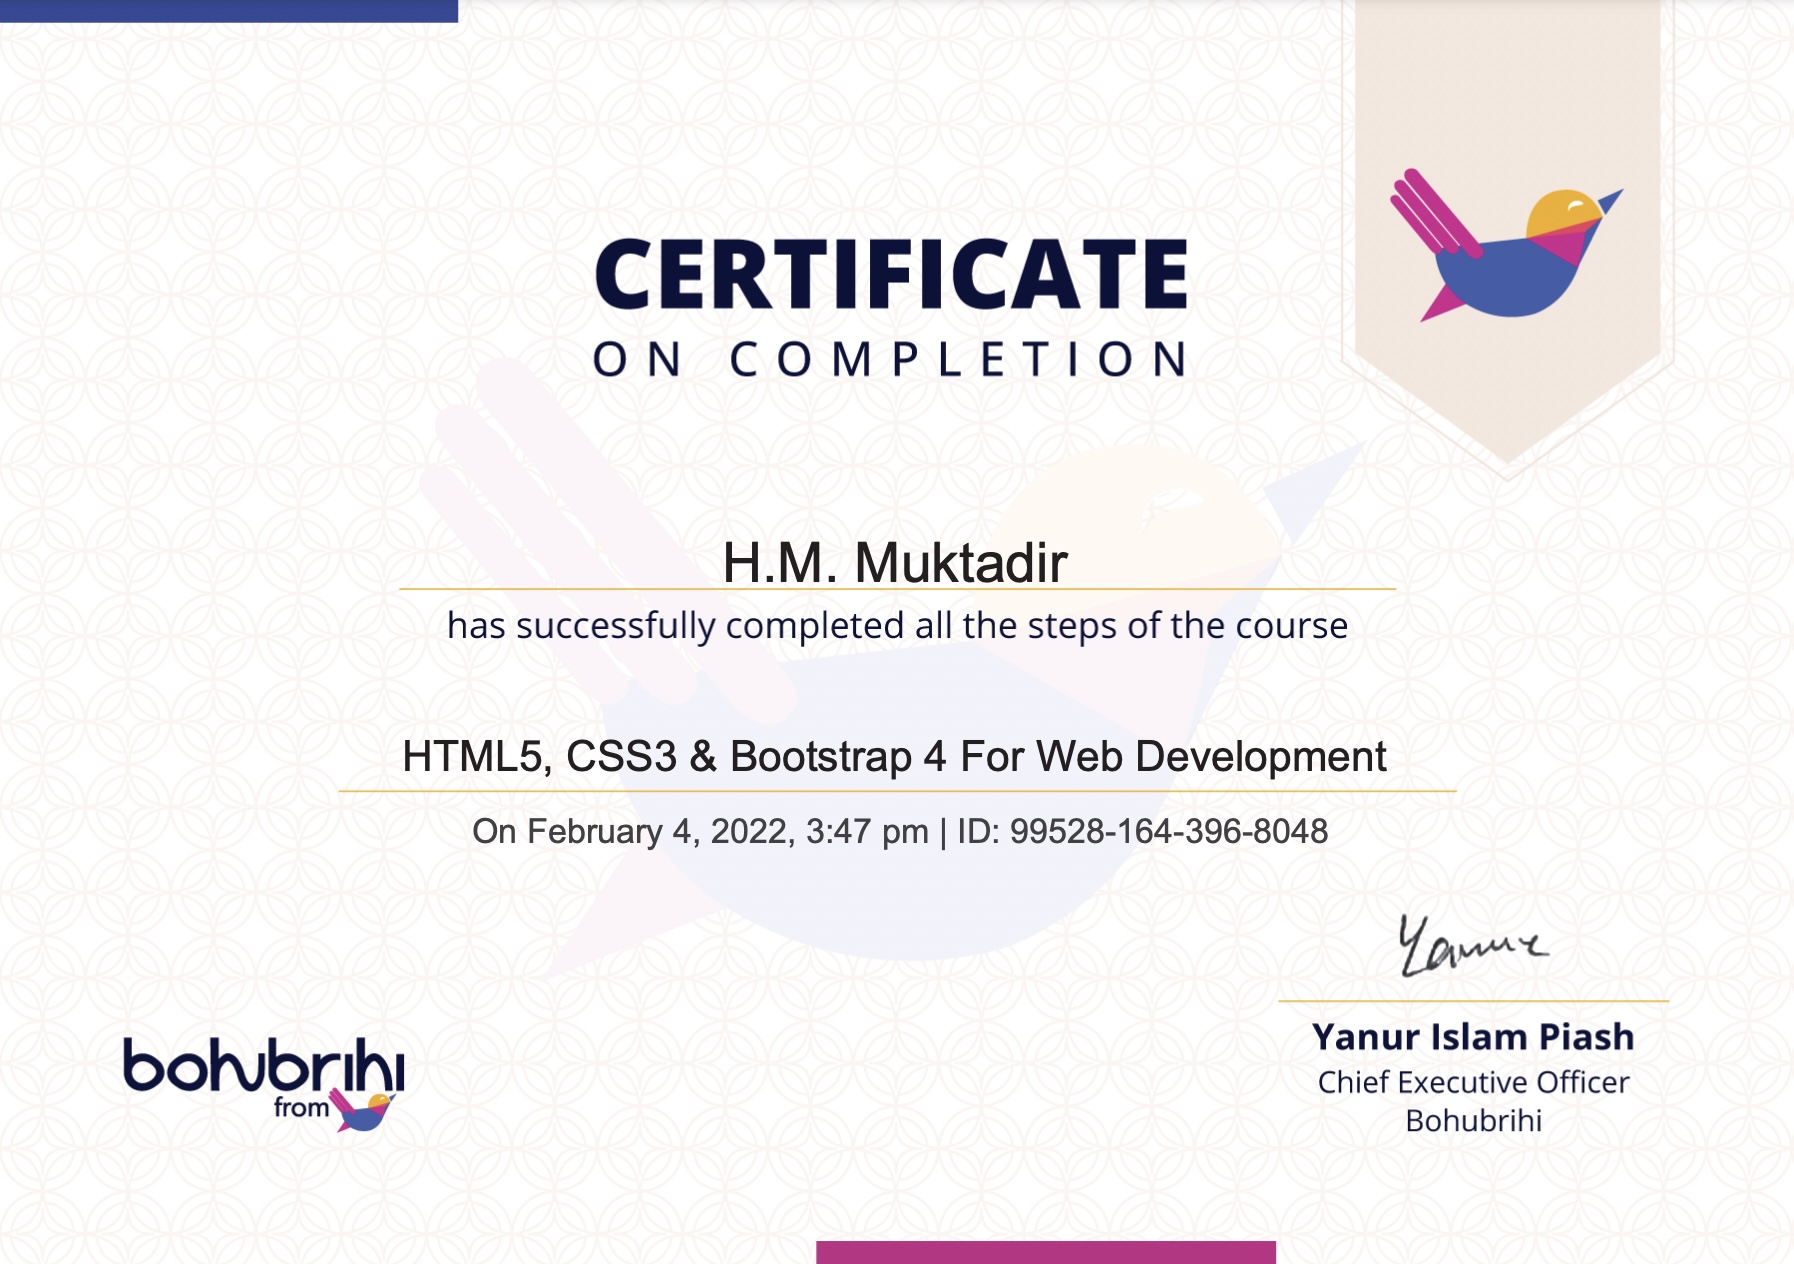 CERTIFICATE
ON COMPLETION
H.M. Muktadir
has successfully completed all the steps of the course
HTML5, CSS3 & Bootstrap 4 For Web Development
On February 4, 2022, 3:47 pm | ID: 99528-164-396-8048
Yanur Islam Piash
Chief Executive Officer
Bohubrihi
bohubrihi
from